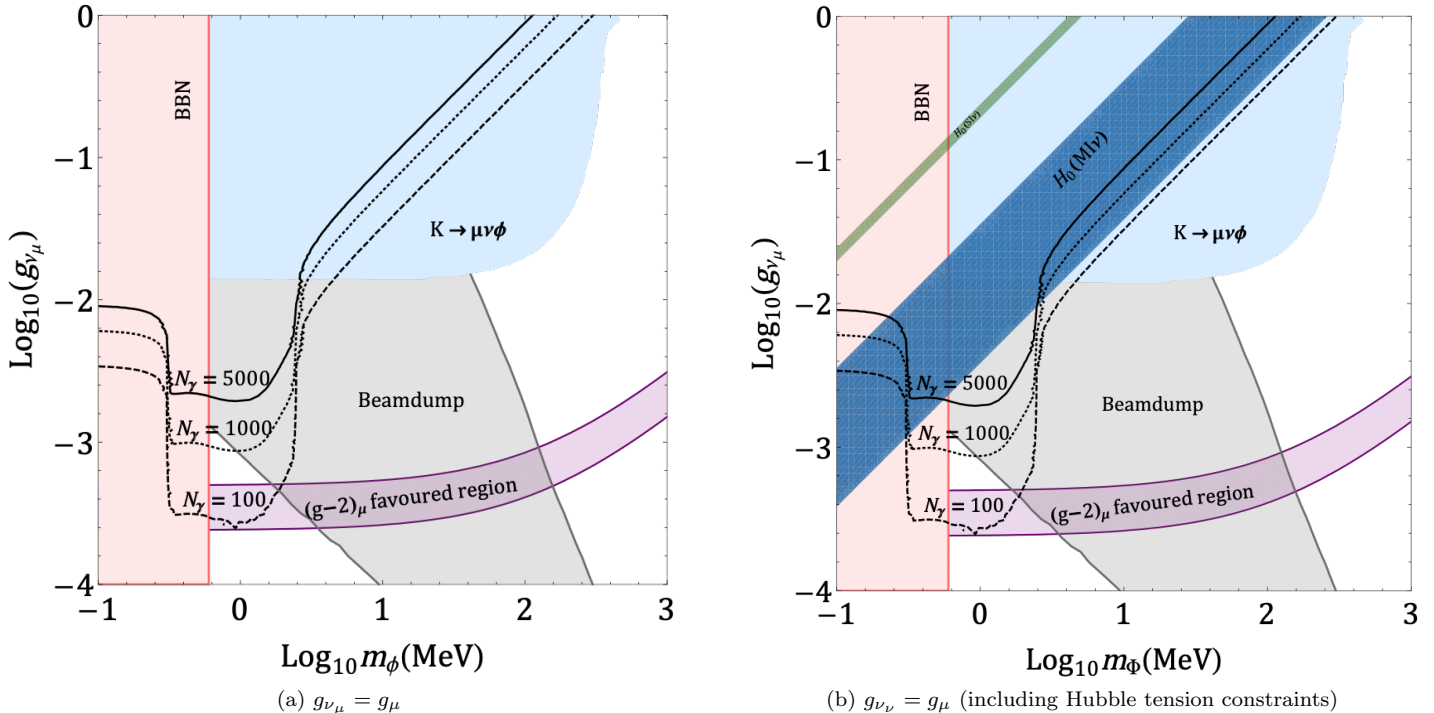 0
−1
−2
−3
−4
Log₁₀(g_{ν_μ})
BBN
K → μνϕ
N_γ = 5000
Beamdump
N_γ = 1000
N_γ = 100
(g−2)_μ favoured region
−1 0 1 2 3
Log₁₀ m_ϕ(MeV)
(a) g_{ν_μ} = g_μ
0
−1
−2
−3
−4
Log₁₀(g_{ν_μ})
BBN
H₀(SIν)
H₀(MIν)
K → μνϕ
N_γ = 5000
Beamdump
N_γ = 1000
N_γ = 100
(g−2)_μ favoured region
−1 0 1 2 3
Log₁₀ m_Φ(MeV)
(b) g_{ν_ν} = g_μ (including Hubble tension constraints)